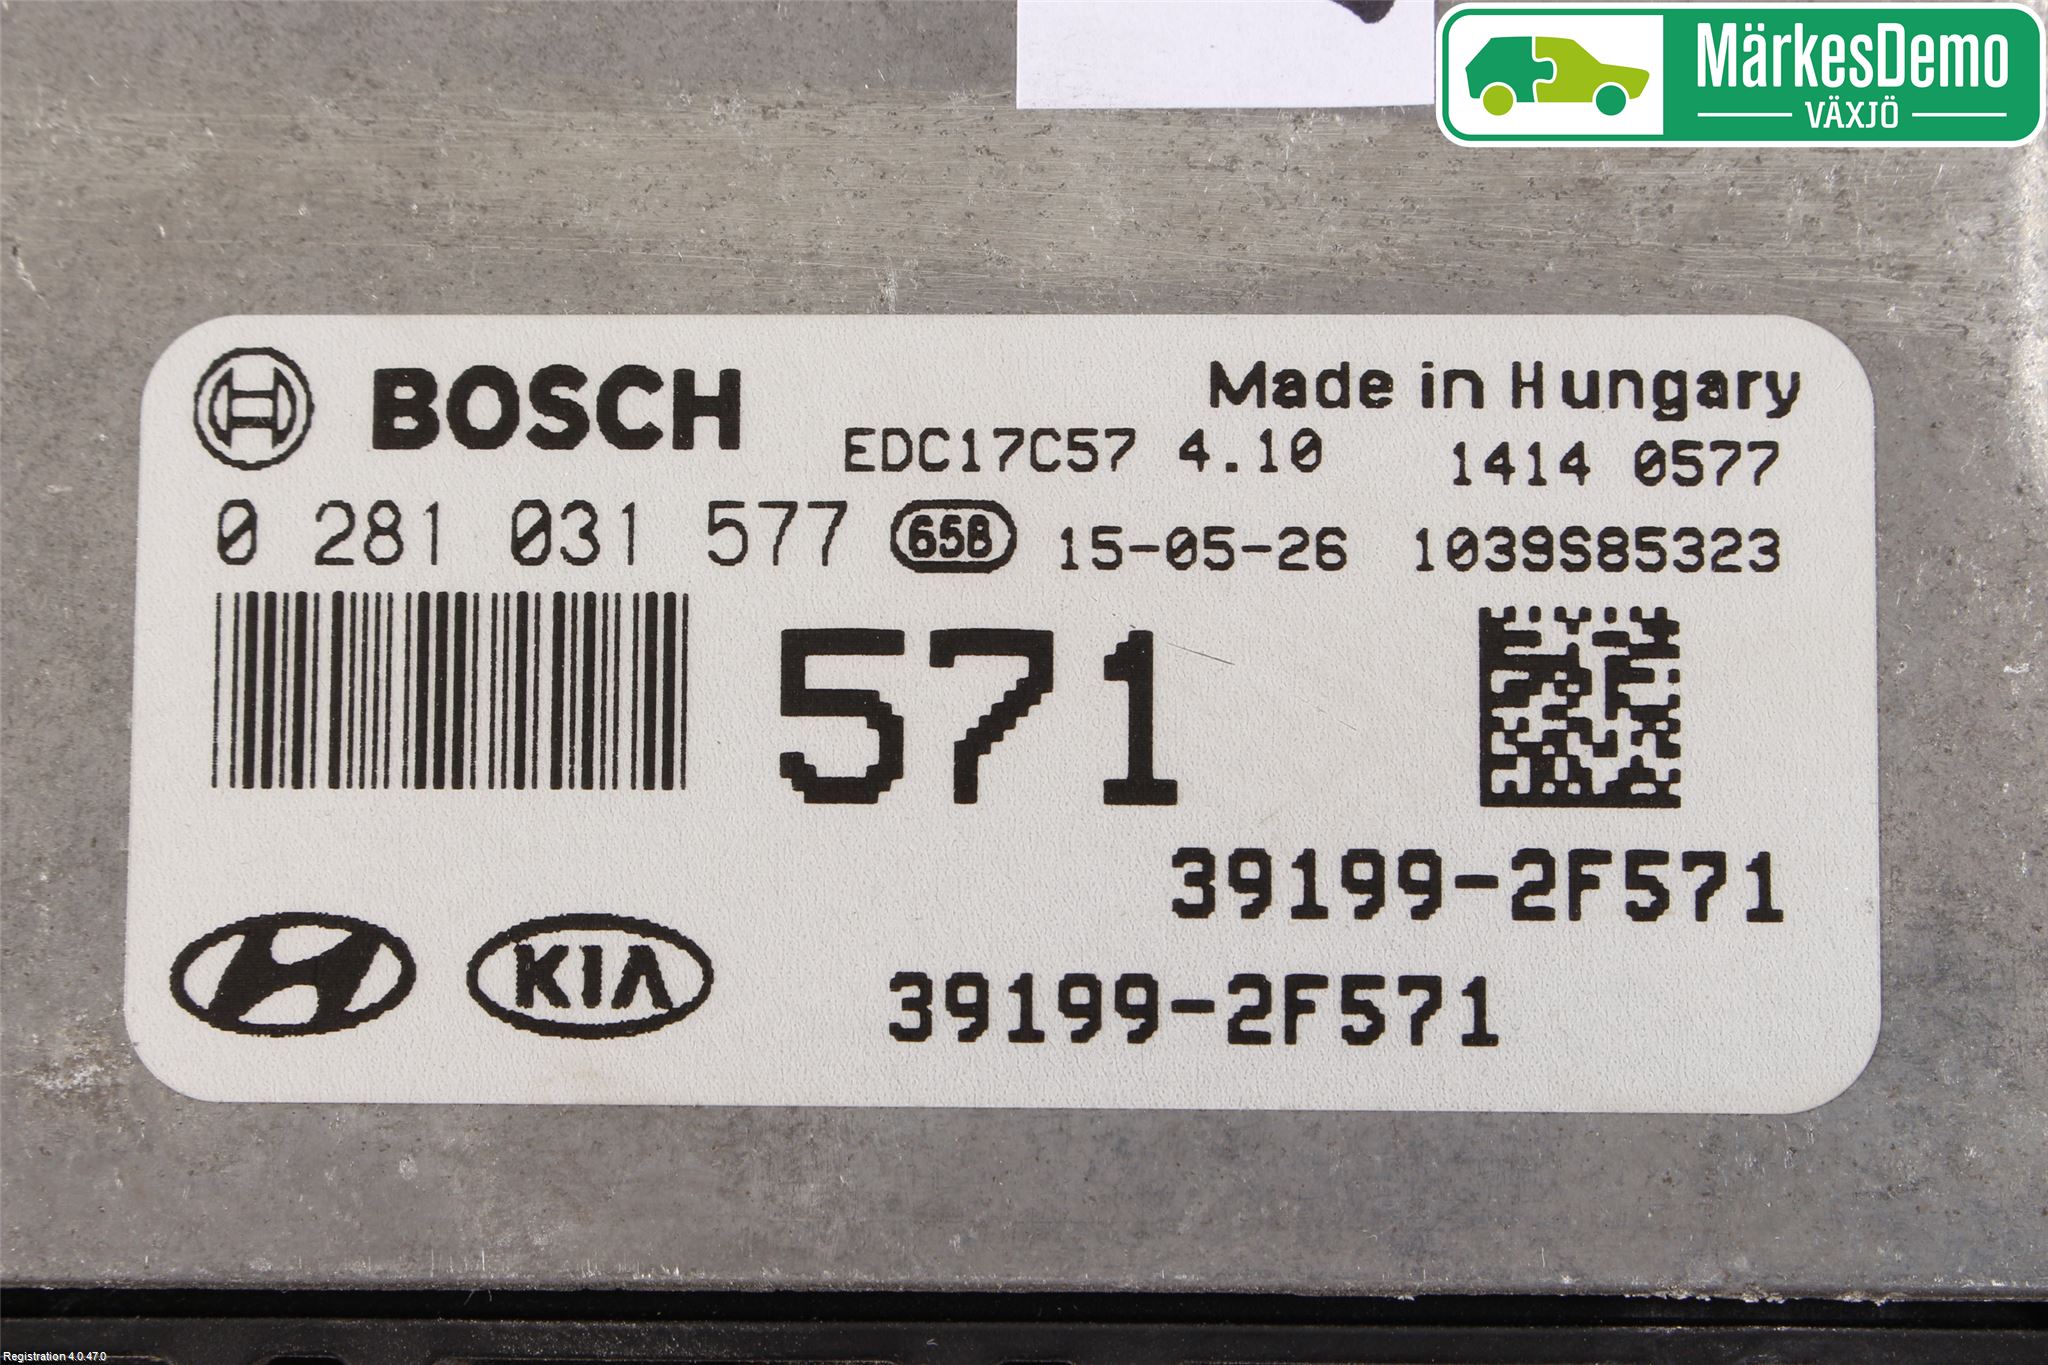 MärkesDemo
VÄXJÖ
BOSCH
Made in Hungary
EDC17C57 4.10
1414 0577
0 281 031 577
65B
15-05-26
1039S85323
571
39199-2F571
KIA
39199-2F571
Registration 4.0.47.0